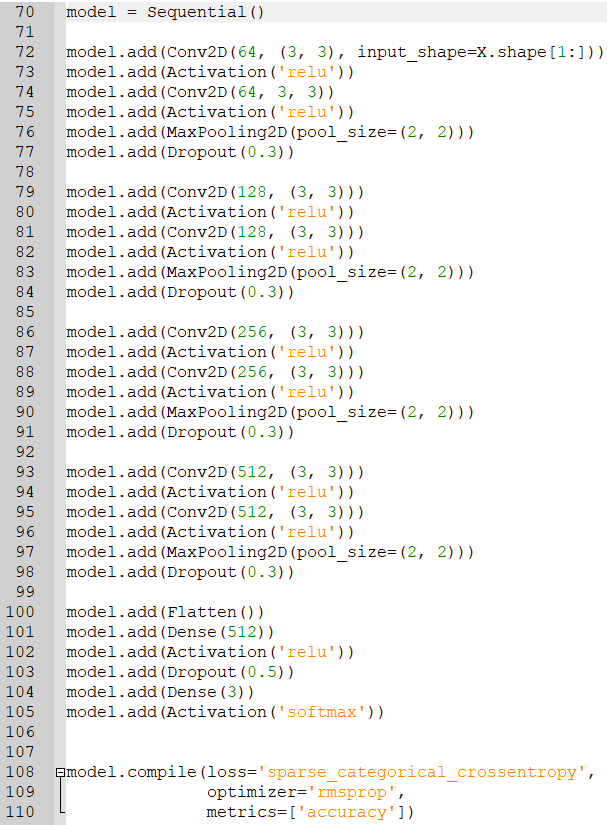 70 model = Sequential()
71
72 model.add(Conv2D(64, (3, 3), input_shape=X.shape[1:]))
73 model.add(Activation('relu'))
74 model.add(Conv2D(64, 3, 3))
75 model.add(Activation('relu'))
76 model.add(MaxPooling2D(pool_size=(2, 2)))
77 model.add(Dropout(0.3))
78
79 model.add(Conv2D(128, (3, 3)))
80 model.add(Activation('relu'))
81 model.add(Conv2D(128, (3, 3)))
82 model.add(Activation('relu'))
83 model.add(MaxPooling2D(pool_size=(2, 2)))
84 model.add(Dropout(0.3))
85
86 model.add(Conv2D(256, (3, 3)))
87 model.add(Activation('relu'))
88 model.add(Conv2D(256, (3, 3)))
89 model.add(Activation('relu'))
90 model.add(MaxPooling2D(pool_size=(2, 2)))
91 model.add(Dropout(0.3))
92
93 model.add(Conv2D(512, (3, 3)))
94 model.add(Activation('relu'))
95 model.add(Conv2D(512, (3, 3)))
96 model.add(Activation('relu'))
97 model.add(MaxPooling2D(pool_size=(2, 2)))
98 model.add(Dropout(0.3))
99
100 model.add(Flatten())
101 model.add(Dense(512))
102 model.add(Activation('relu'))
103 model.add(Dropout(0.5))
104 model.add(Dense(3))
105 model.add(Activation('softmax'))
106
107
108 model.compile(loss='sparse_categorical_crossentropy',
109 optimizer='rmsprop',
110 metrics=['accuracy'])